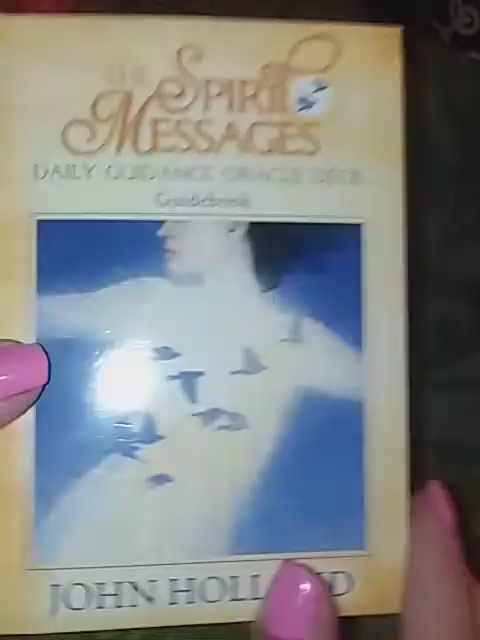 THE
SPIRIT
MESSAGES
DAILY GUIDANCE ORACLE DECK
Guidebook
JOHN HOLLAND